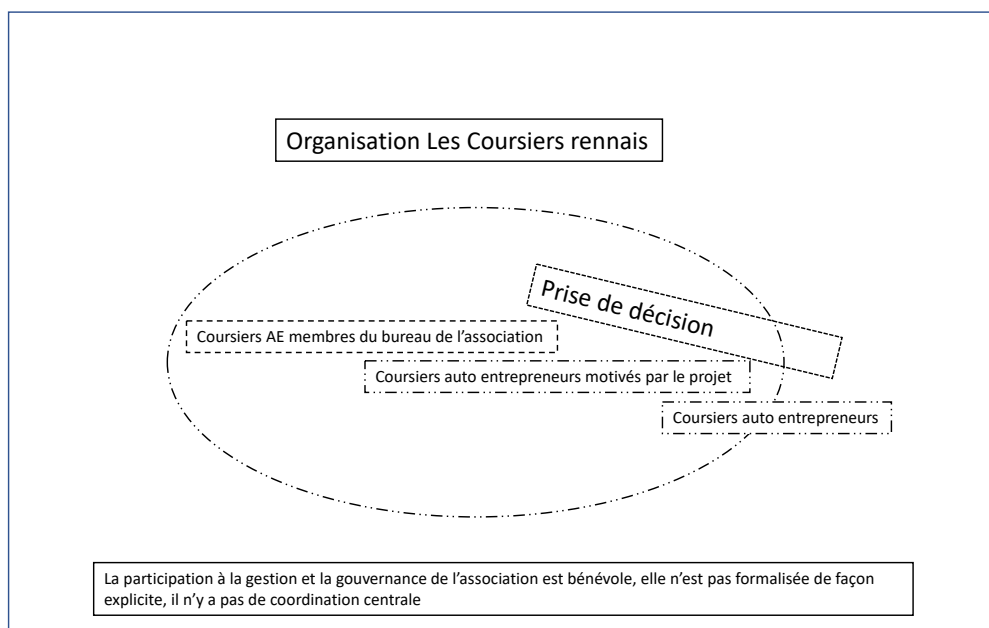 Organisation Les Coursiers rennais
Prise de décision
Coursiers AE membres du bureau de l’association
Coursiers auto entrepreneurs motivés par le projet
Coursiers auto entrepreneurs
La participation à la gestion et la gouvernance de l’association est bénévole, elle n’est pas formalisée de façon
explicite, il n’y a pas de coordination centrale